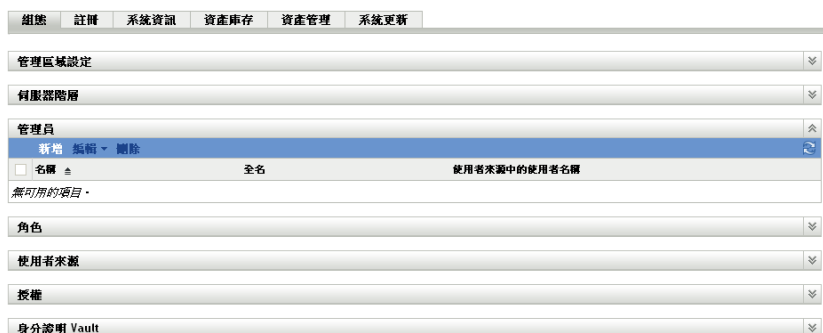 組態 註冊 系統資訊 資產庫存 資產管理 系統更新
管理區域設定
伺服器階層
管理員
新增 編輯 刪除
名稱 全名 使用者來源中的使用者名稱
無可用的項目。
角色
使用者來源
授權
身分證明 Vault